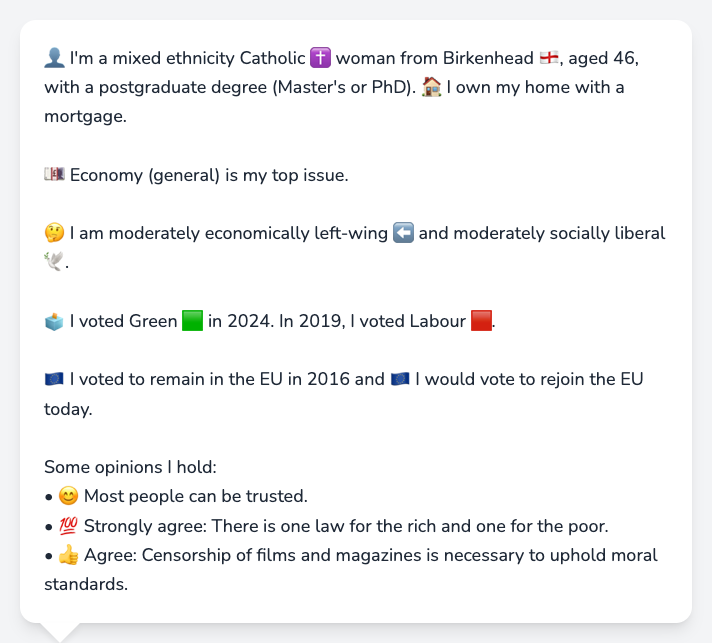 👤 I'm a mixed ethnicity Catholic ✝️ woman from Birkenhead 🏴󠁧󠁢󠁥󠁮󠁧󠁿, aged 46,
with a postgraduate degree (Master's or PhD). 🏠 I own my home with a
mortgage.
💷 Economy (general) is my top issue.
🤔 I am moderately economically left-wing ⬅️ and moderately socially liberal
🕊️.
🗳️ I voted Green 🟩 in 2024. In 2019, I voted Labour 🟥.
🇪🇺 I voted to remain in the EU in 2016 and 🇪🇺 I would vote to rejoin the EU
today.
Some opinions I hold:
• 😊 Most people can be trusted.
• 💯 Strongly agree: There is one law for the rich and one for the poor.
• 👍 Agree: Censorship of films and magazines is necessary to uphold moral
standards.